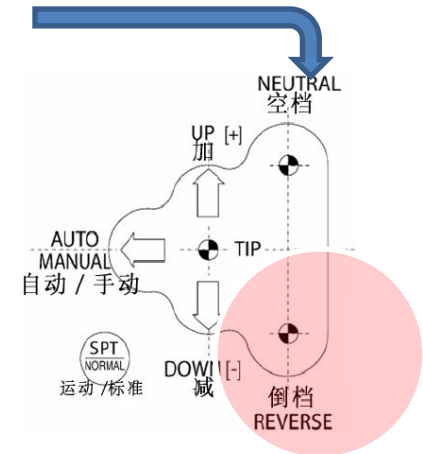 NEUTRAL
空档
UP [+]
加
AUTO
MANUAL
自动 / 手动
TIP
SPT
NORMAL
运动 /标准
DOWN [-]
减
倒档
REVERSE